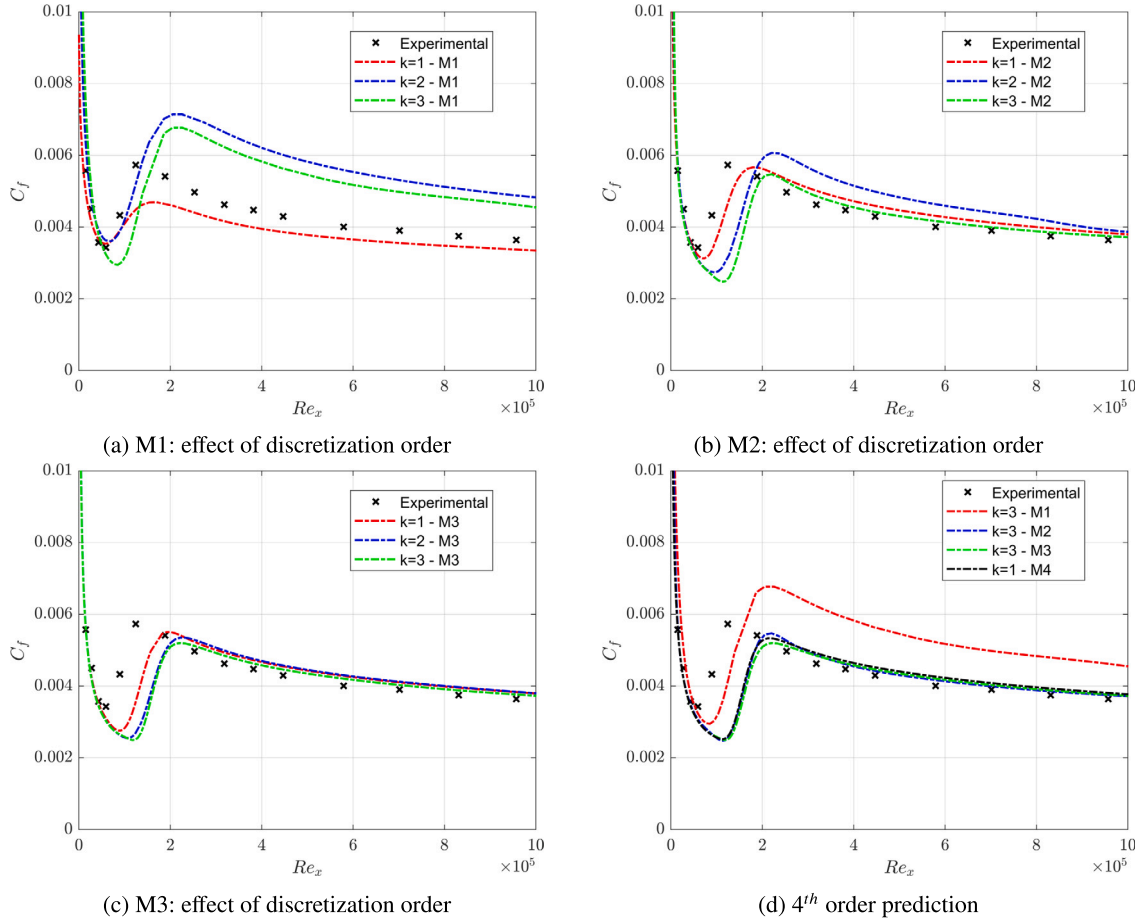 0.01
0.008
0.006
0.004
0.002
0
C_f
0 2 4 6 8 10
Re_x
×10^5
Experimental
k=1 - M1
k=2 - M1
k=3 - M1
(a) M1: effect of discretization order
0.01
0.008
0.006
0.004
0.002
0
C_f
0 2 4 6 8 10
Re_x
×10^5
Experimental
k=1 - M2
k=2 - M2
k=3 - M2
(b) M2: effect of discretization order
0.01
0.008
0.006
0.004
0.002
0
C_f
0 2 4 6 8 10
Re_x
×10^5
Experimental
k=1 - M3
k=2 - M3
k=3 - M3
(c) M3: effect of discretization order
0.01
0.008
0.006
0.004
0.002
0
C_f
0 2 4 6 8 10
Re_x
×10^5
Experimental
k=3 - M1
k=3 - M2
k=3 - M3
k=1 - M4
(d) 4^th order prediction